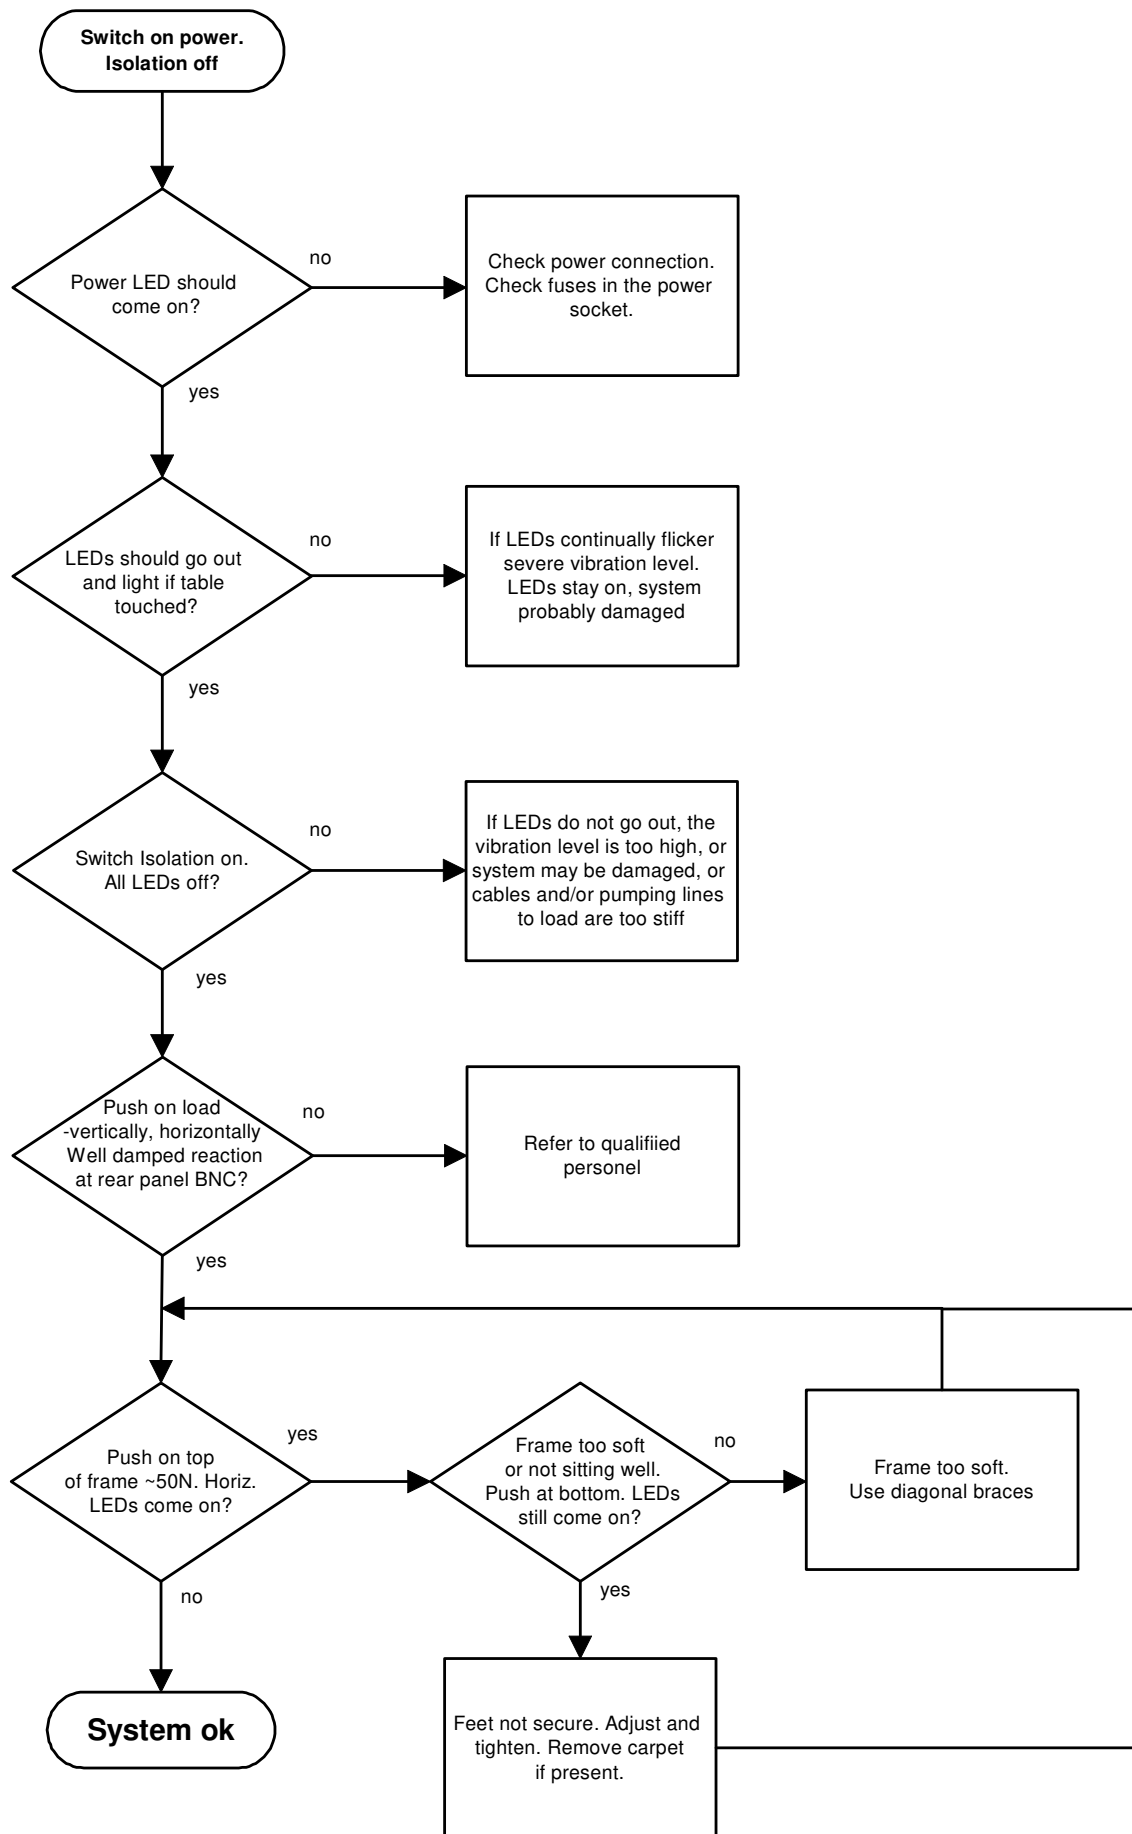 Switch on power.
Isolation off
Power LED should
come on?
no
Check power connection.
Check fuses in the power
socket.
yes
LEDs should go out
and light if table
touched?
no
If LEDs continually flicker
severe vibration level.
LEDs stay on, system
probably damaged
yes
Switch Isolation on.
All LEDs off?
no
If LEDs do not go out, the
vibration level is too high, or
system may be damaged, or
cables and/or pumping lines
to load are too stiff
yes
Push on load
-vertically, horizontally
Well damped reaction
at rear panel BNC?
no
Refer to qualifiied
personel
yes
Push on top
of frame ~50N. Horiz.
LEDs come on?
yes
Frame too soft
or not sitting well.
Push at bottom. LEDs
still come on?
no
Frame too soft.
Use diagonal braces
no
yes
System ok
Feet not secure. Adjust and
tighten. Remove carpet
if present.